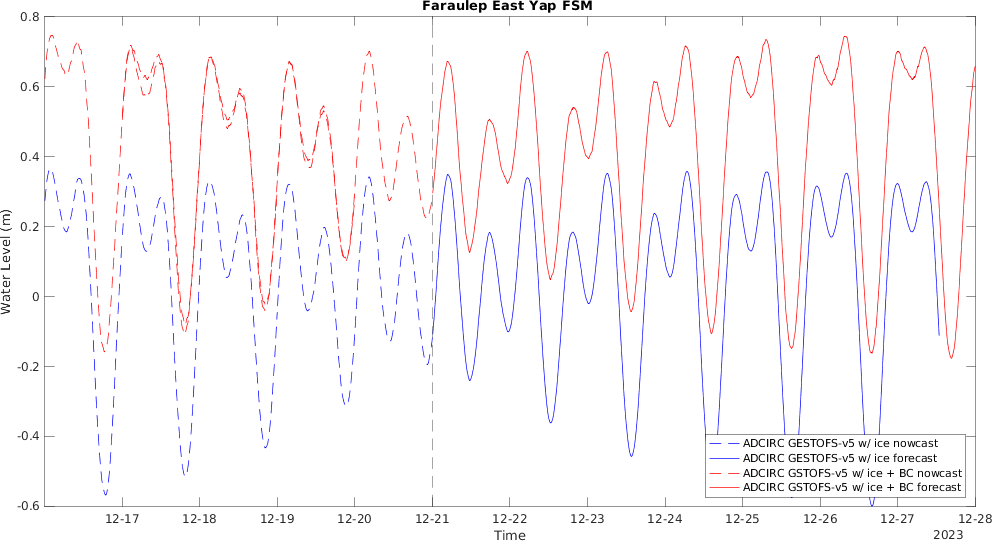 Faraulep East Yap FSM
0.8
0.6
0.4
0.2
0
-0.2
-0.4
-0.6
Water Level (m)
ADCIRC GESTOFS-v5 w/ ice nowcast
ADCIRC GESTOFS-v5 w/ ice forecast
ADCIRC GSTOFS-v5 w/ ice + BC nowcast
ADCIRC GSTOFS-v5 w/ ice + BC forecast
12-17 12-18 12-19 12-20 12-21 12-22 12-23 12-24 12-25 12-26 12-27 12-28
Time
2023